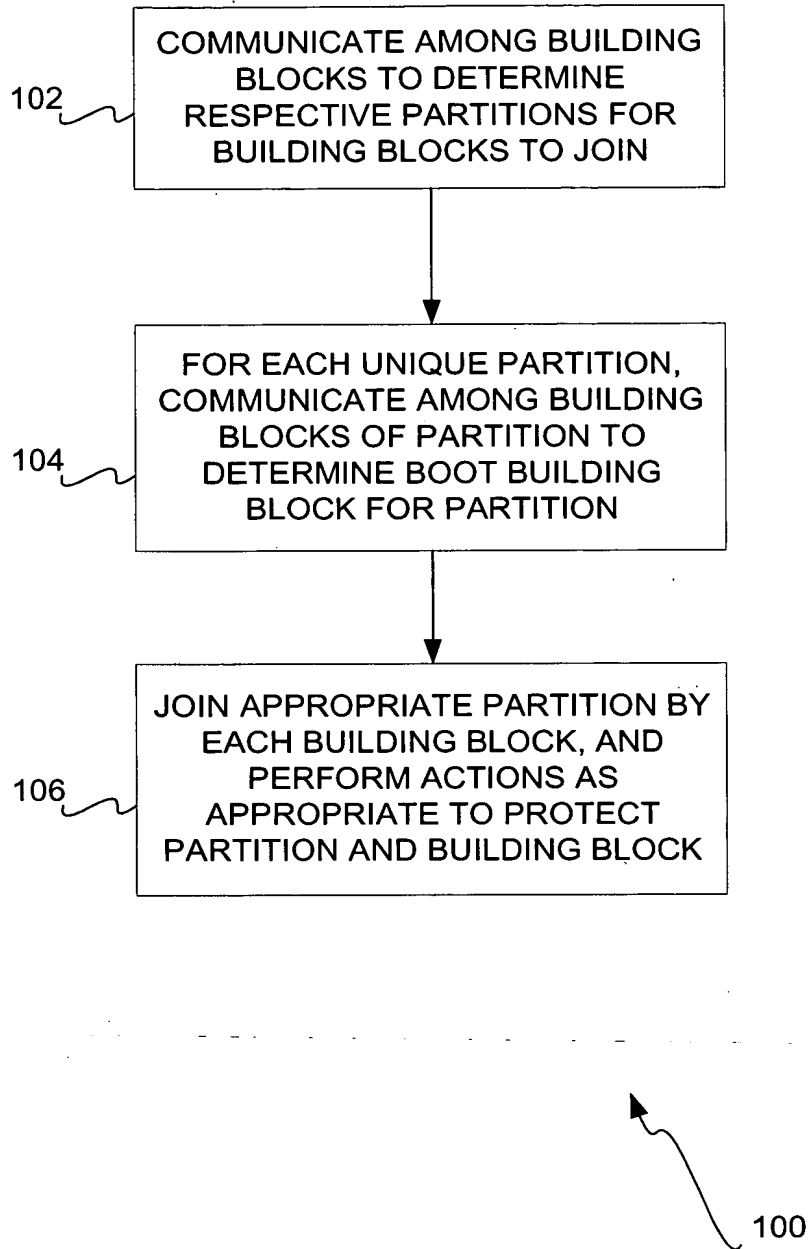 COMMUNICATE AMONG BUILDING
BLOCKS TO DETERMINE
RESPECTIVE PARTITIONS FOR
BUILDING BLOCKS TO JOIN
102
FOR EACH UNIQUE PARTITION,
COMMUNICATE AMONG BUILDING
BLOCKS OF PARTITION TO
DETERMINE BOOT BUILDING
BLOCK FOR PARTITION
104
JOIN APPROPRIATE PARTITION BY
EACH BUILDING BLOCK, AND
PERFORM ACTIONS AS
APPROPRIATE TO PROTECT
PARTITION AND BUILDING BLOCK
106
100